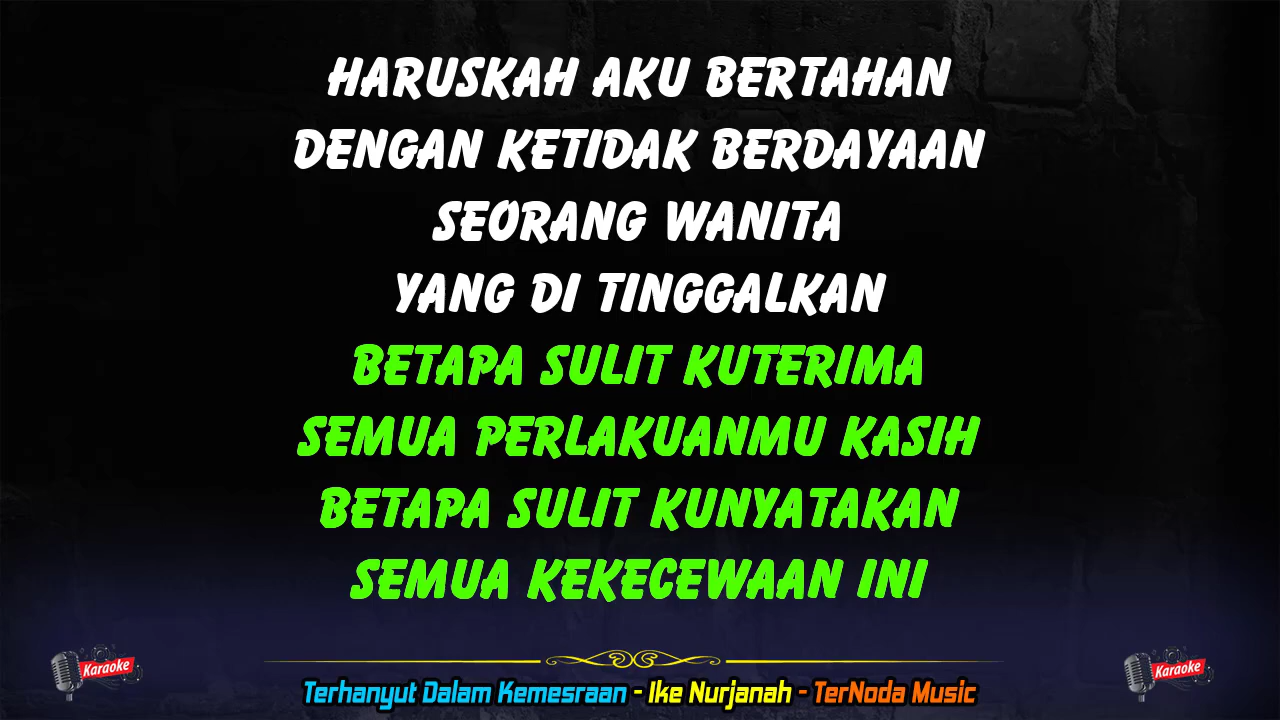 HARUSKAH AKU BERTAHAN
DENGAN KETIDAK BERDAYAAN
SEORANG WANITA
YANG DI TINGGALKAN
BETAPA SULIT KUTERIMA
SEMUA PERLAKUANMU KASIH
BETAPA SULIT KUNYATAKAN
SEMUA KEKECEWAAN INI
Karaoke
Karaoke
Terhanyut Dalam Kemesraan - Ike Nurjanah - TerNoda Music